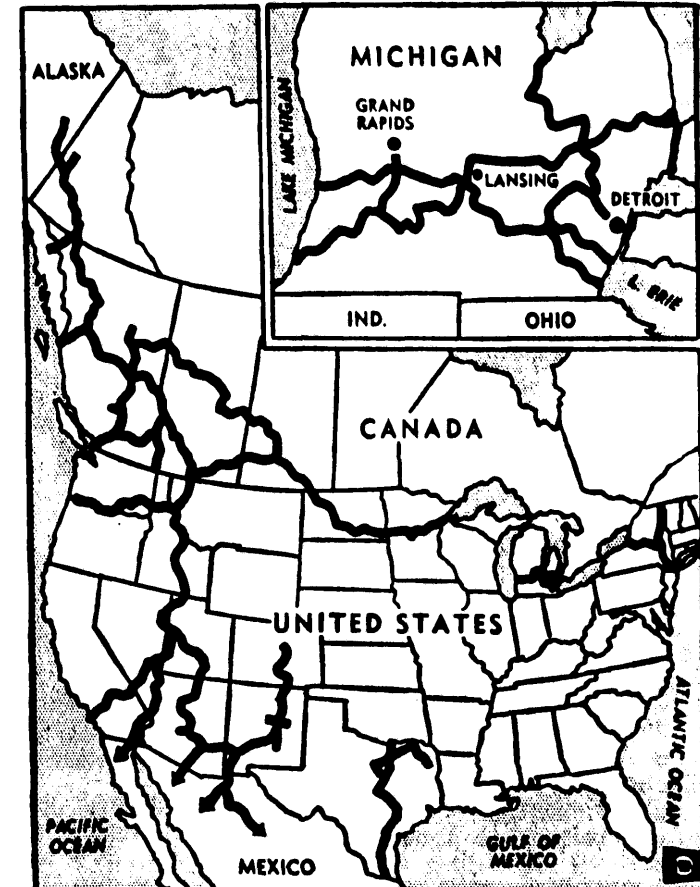 ALASKA
MICHIGAN
GRAND
RAPIDS
LAKE MICHIGAN
LANSING
DETROIT
L. ERIE
IND.
OHIO
CANADA
UNITED STATES
ATLANTIC OCEAN
PACIFIC
OCEAN
MEXICO
GULF OF
MEXICO